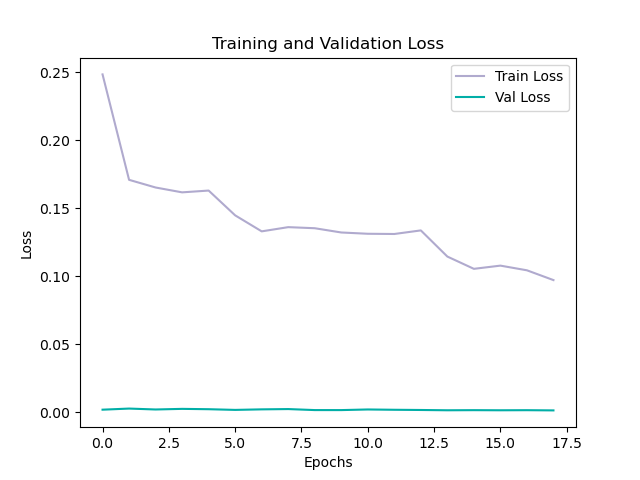 Training and Validation Loss
Train Loss
Val Loss
0.25
0.20
0.15
0.10
0.05
0.00
Loss
0.0 2.5 5.0 7.5 10.0 12.5 15.0 17.5
Epochs